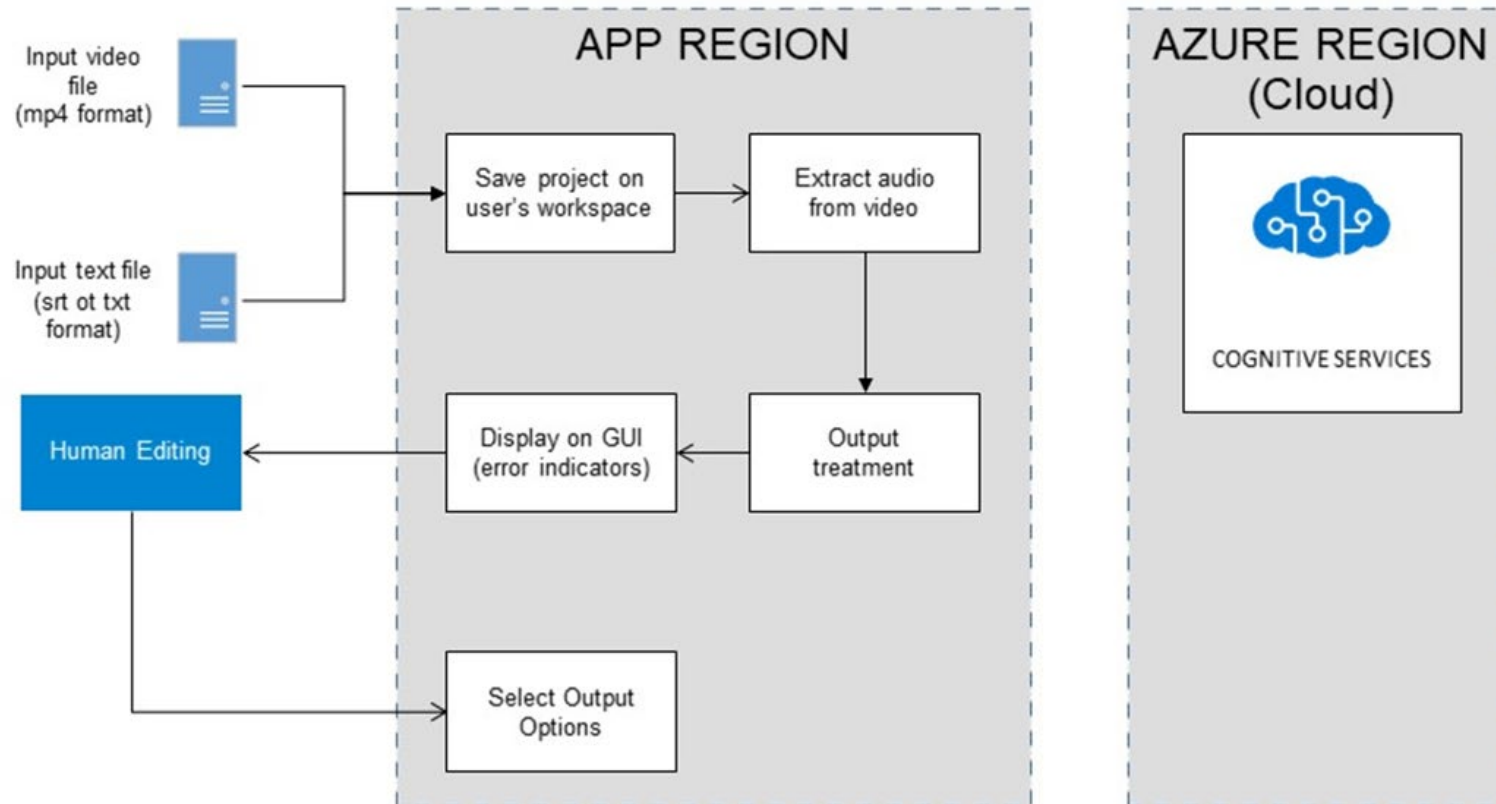 Input video
file
(mp4 format)
Input text file
(srt ot txt
format)
APP REGION
Save project on
user's workspace
Extract audio
from video
Human Editing
Display on GUI
(error indicators)
Output
treatment
Select Output
Options
AZURE REGION
(Cloud)
COGNITIVE SERVICES